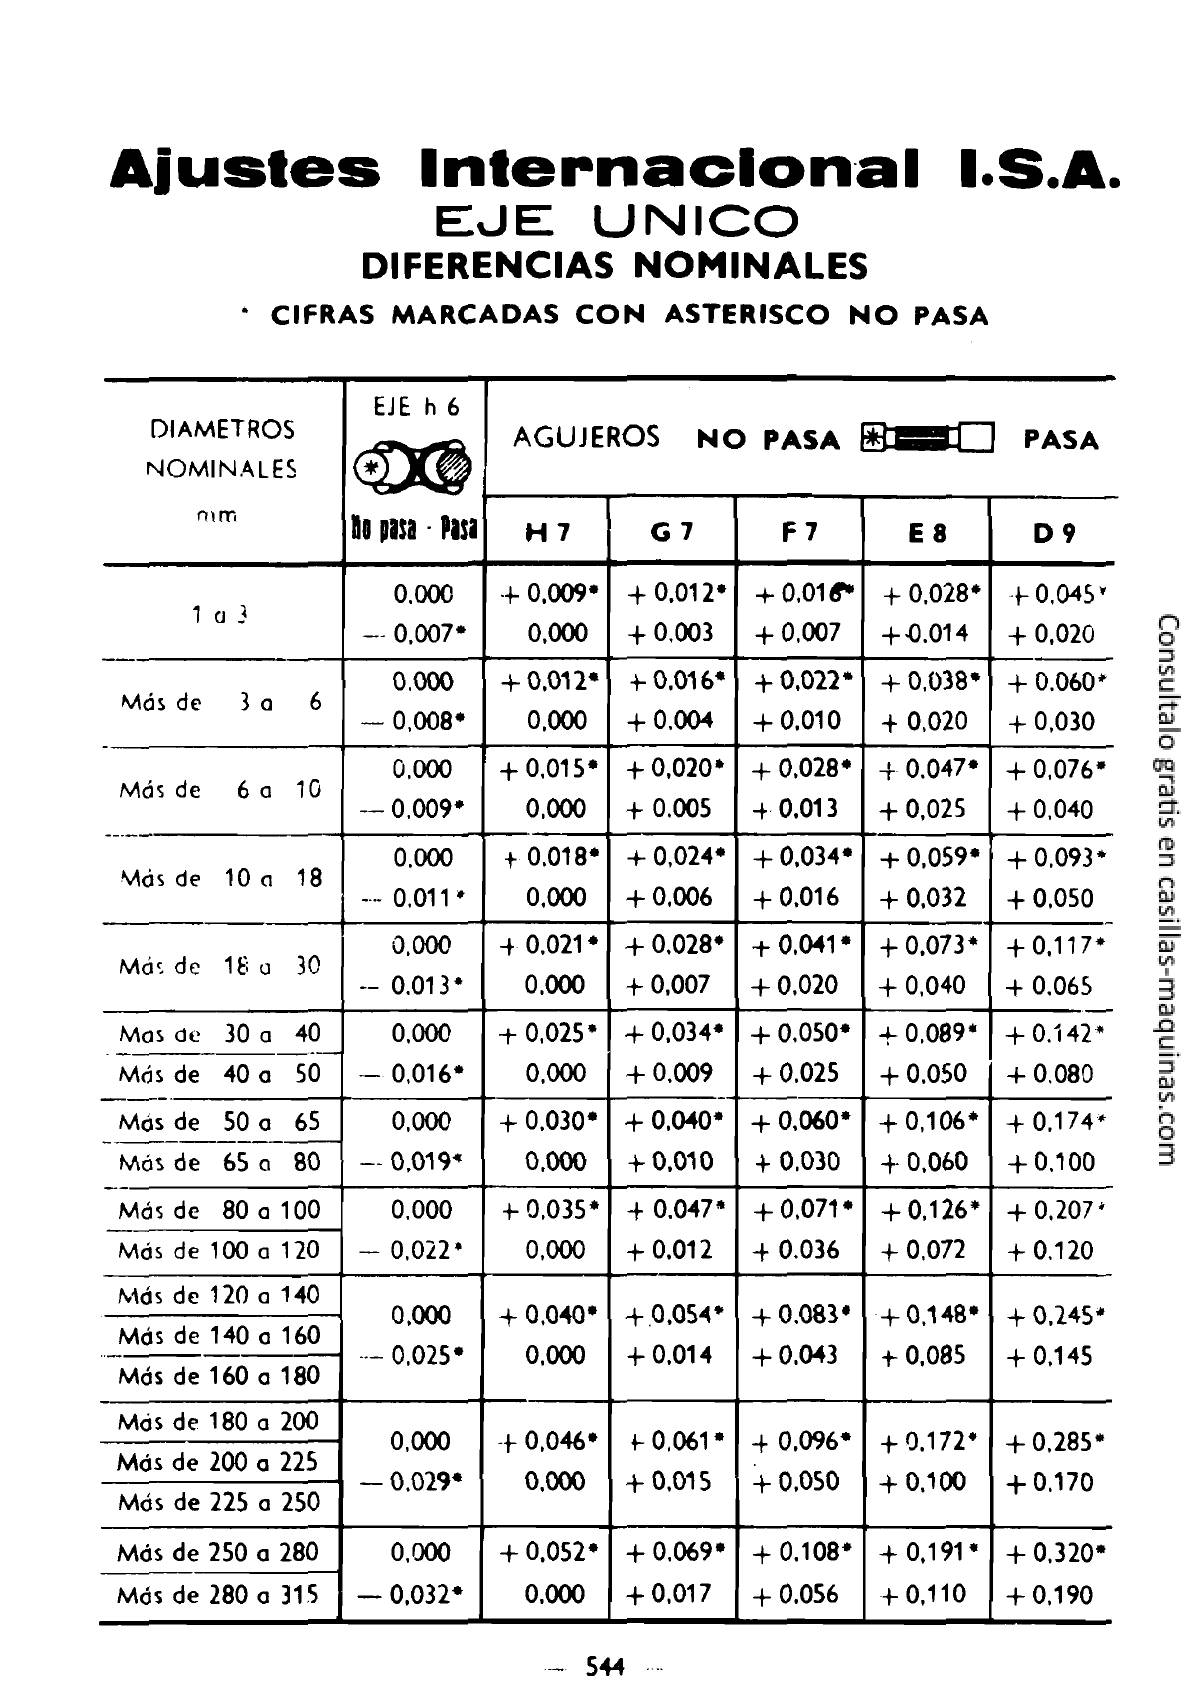 Ajustes Internacional I.S.A.
EJE UNICO
DIFERENCIAS NOMINALES
* CIFRAS MARCADAS CON ASTERISCO NO PASA
DIAMETROS NOMINALES mm
EJE h 6
No pasa - Pasa
AGUJEROS NO PASA * PASA
H 7 G 7 F 7 E 8 D 9
1 a 3
0.000 + 0,009* + 0,012* + 0,01 * + 0,028* + 0,045*
— 0,007* 0,000 + 0.003 + 0,007 + 0.014 + 0,020
Más de 3 a 6
0.000 + 0,012* + 0.016* + 0,022* + 0,038* + 0.060*
— 0,008* 0,000 + 0.004 + 0,010 + 0,020 + 0,030
Más de 6 a 10
0,000 + 0,015* + 0,020* + 0,028* + 0.047* + 0,076*
— 0.009* 0,000 + 0.005 + 0,013 + 0,025 + 0,040
Más de 10 a 18
0.000 + 0.018* + 0,024* + 0,034* + 0,059* + 0,093*
— 0,011* 0,000 + 0,006 + 0,016 + 0,032 + 0,050
Más de 18 a 30
0,000 + 0.021* + 0,028* + 0,041* + 0,073* + 0,117*
— 0.013* 0,000 + 0,007 + 0,020 + 0,040 + 0.065
Mas de 30 a 40 0,000 + 0,025* + 0,034* + 0,050* + 0,089* + 0.142*
Más de 40 a 50 — 0,016* 0,000 + 0.009 + 0.025 + 0.050 + 0.080
Más de 50 a 65 0,000 + 0,030* + 0,040* + 0,060* + 0,106* + 0,174*
Más de 65 a 80 — 0,019* 0,000 + 0,010 + 0,030 + 0,060 + 0.100
Más de 80 a 100 0,000 + 0,035* + 0.047* + 0,071* + 0,126* + 0,207*
Más de 100 a 120 — 0,022* 0,000 + 0.012 + 0.036 + 0,072 + 0.120
Más de 120 a 140
Más de 140 a 160
Más de 160 a 180
0,000 + 0,040* + 0,054* + 0.083* + 0,148* + 0,245*
— 0,025* 0,000 + 0.014 + 0.043 + 0,085 + 0,145
Más de 180 a 200
Más de 200 a 225
Más de 225 a 250
0,000 + 0,046* + 0,061* + 0,096* + 0.172* + 0,285*
— 0.029* 0,000 + 0,015 + 0,050 + 0,100 + 0.170
Más de 250 a 280 0,000 + 0,052* + 0.069* + 0.108* + 0,191* + 0,320*
Más de 280 a 315 — 0,032* 0,000 + 0,017 + 0.056 + 0,110 + 0,190
— 544 —
Consultalo gratis en casillas-maquinas.com